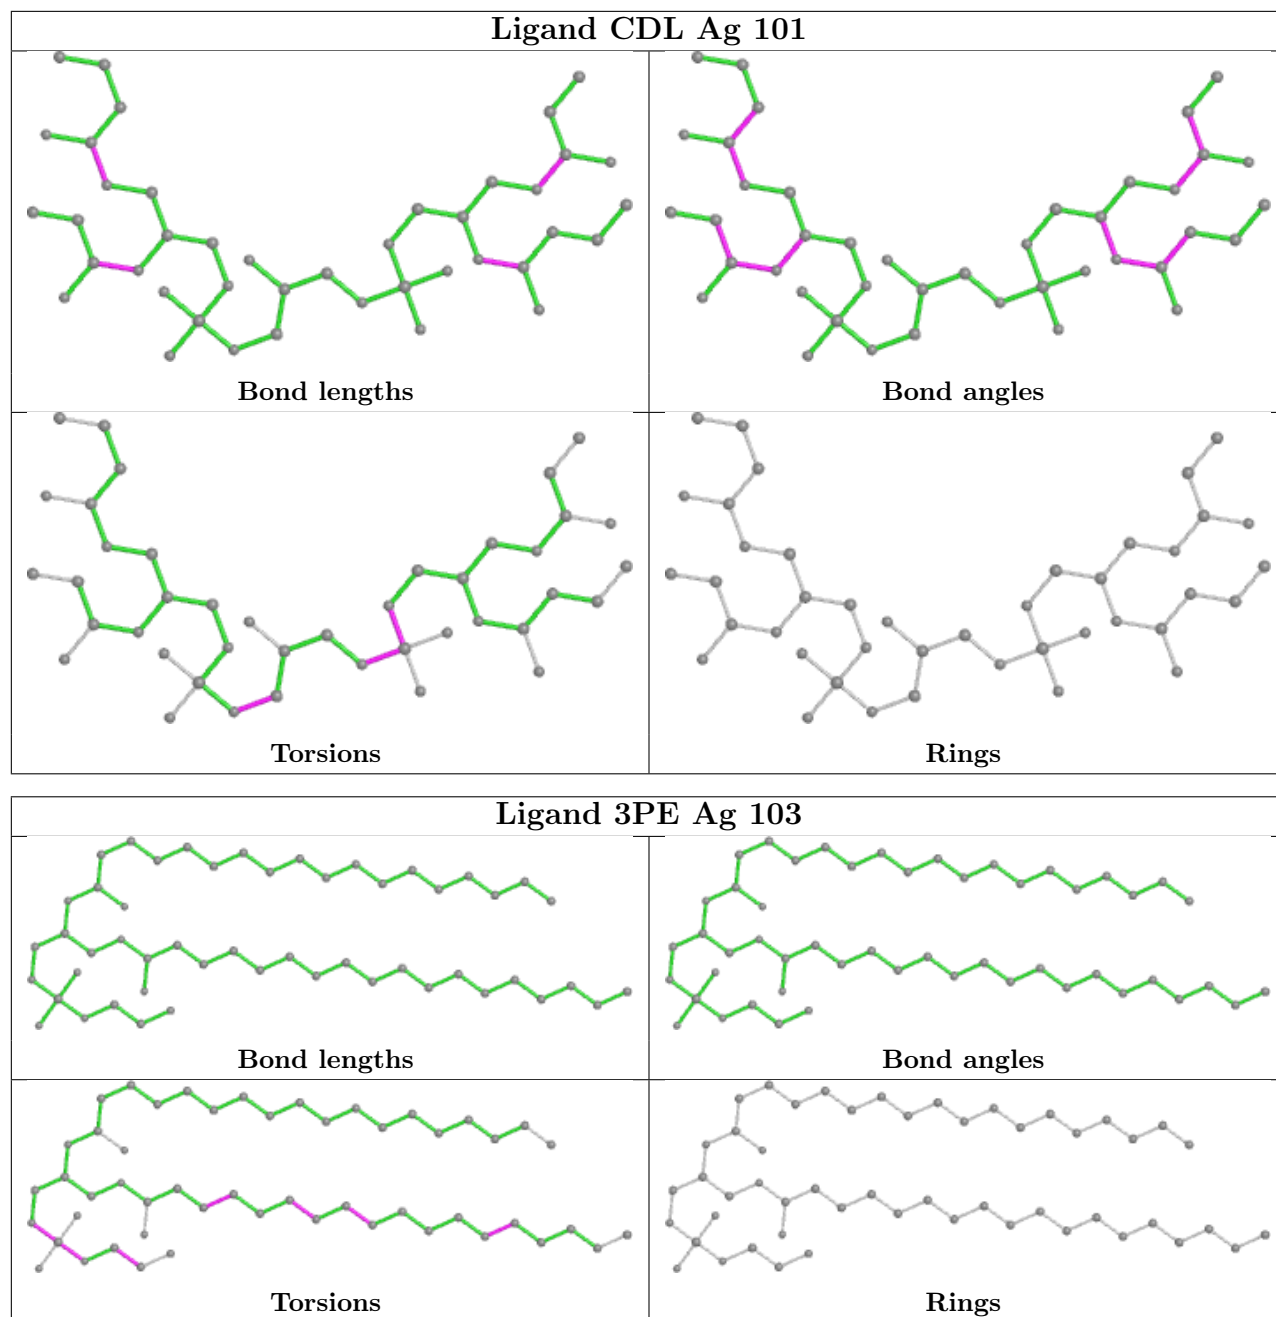 Ligand CDL Ag 101
Bond lengths
Bond angles
Torsions
Rings
Ligand 3PE Ag 103
Bond lengths
Bond angles
Torsions
Rings